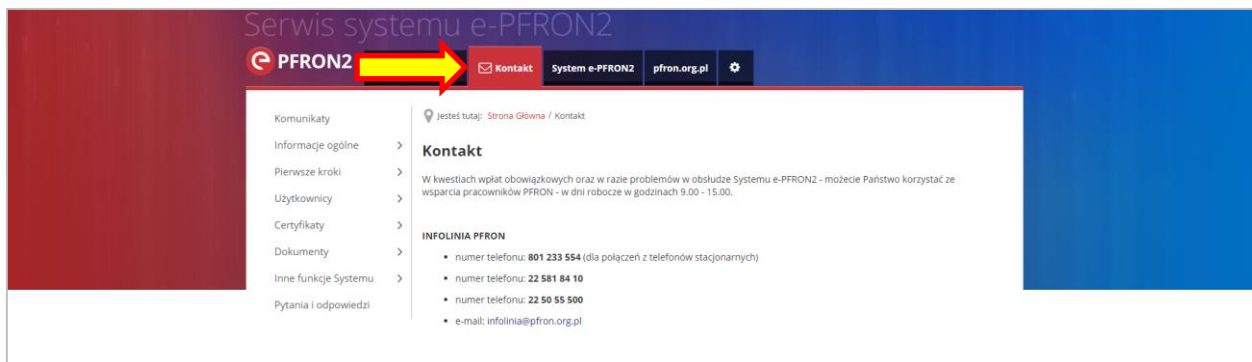 Serwis systemu e-PFRON2
e PFRON2
Kontakt
System e-PFRON2
pfron.org.pl
Komunikaty
Informacje ogólne
Pierwsze kroki
Użytkownicy
Certyfikaty
Dokumenty
Inne funkcje Systemu
Pytania i odpowiedzi
Jesteś tutaj: Strona Główna / Kontakt
Kontakt
W kwestiach wpłat obowiązkowych oraz w razie problemów w obsłudze Systemu e-PFRON2 - możecie Państwo korzystać ze
wsparcia pracowników PFRON - w dni robocze w godzinach 9.00 - 15.00.
INFOLINIA PFRON
• numer telefonu: 801 233 554 (dla połączeń z telefonów stacjonarnych)
• numer telefonu: 22 581 84 10
• numer telefonu: 22 50 55 500
• e-mail: infolinia@pfron.org.pl